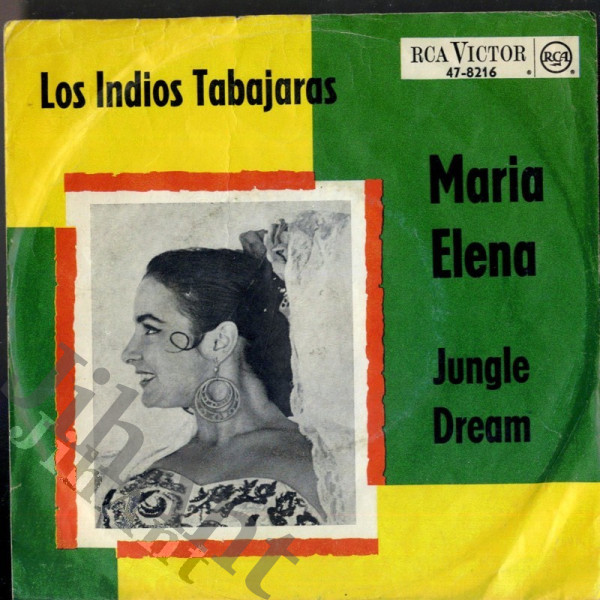 Los Indios Tabajaras
RCA VICTOR
RCA
47-8216
Maria
Elena
Jungle
Dream